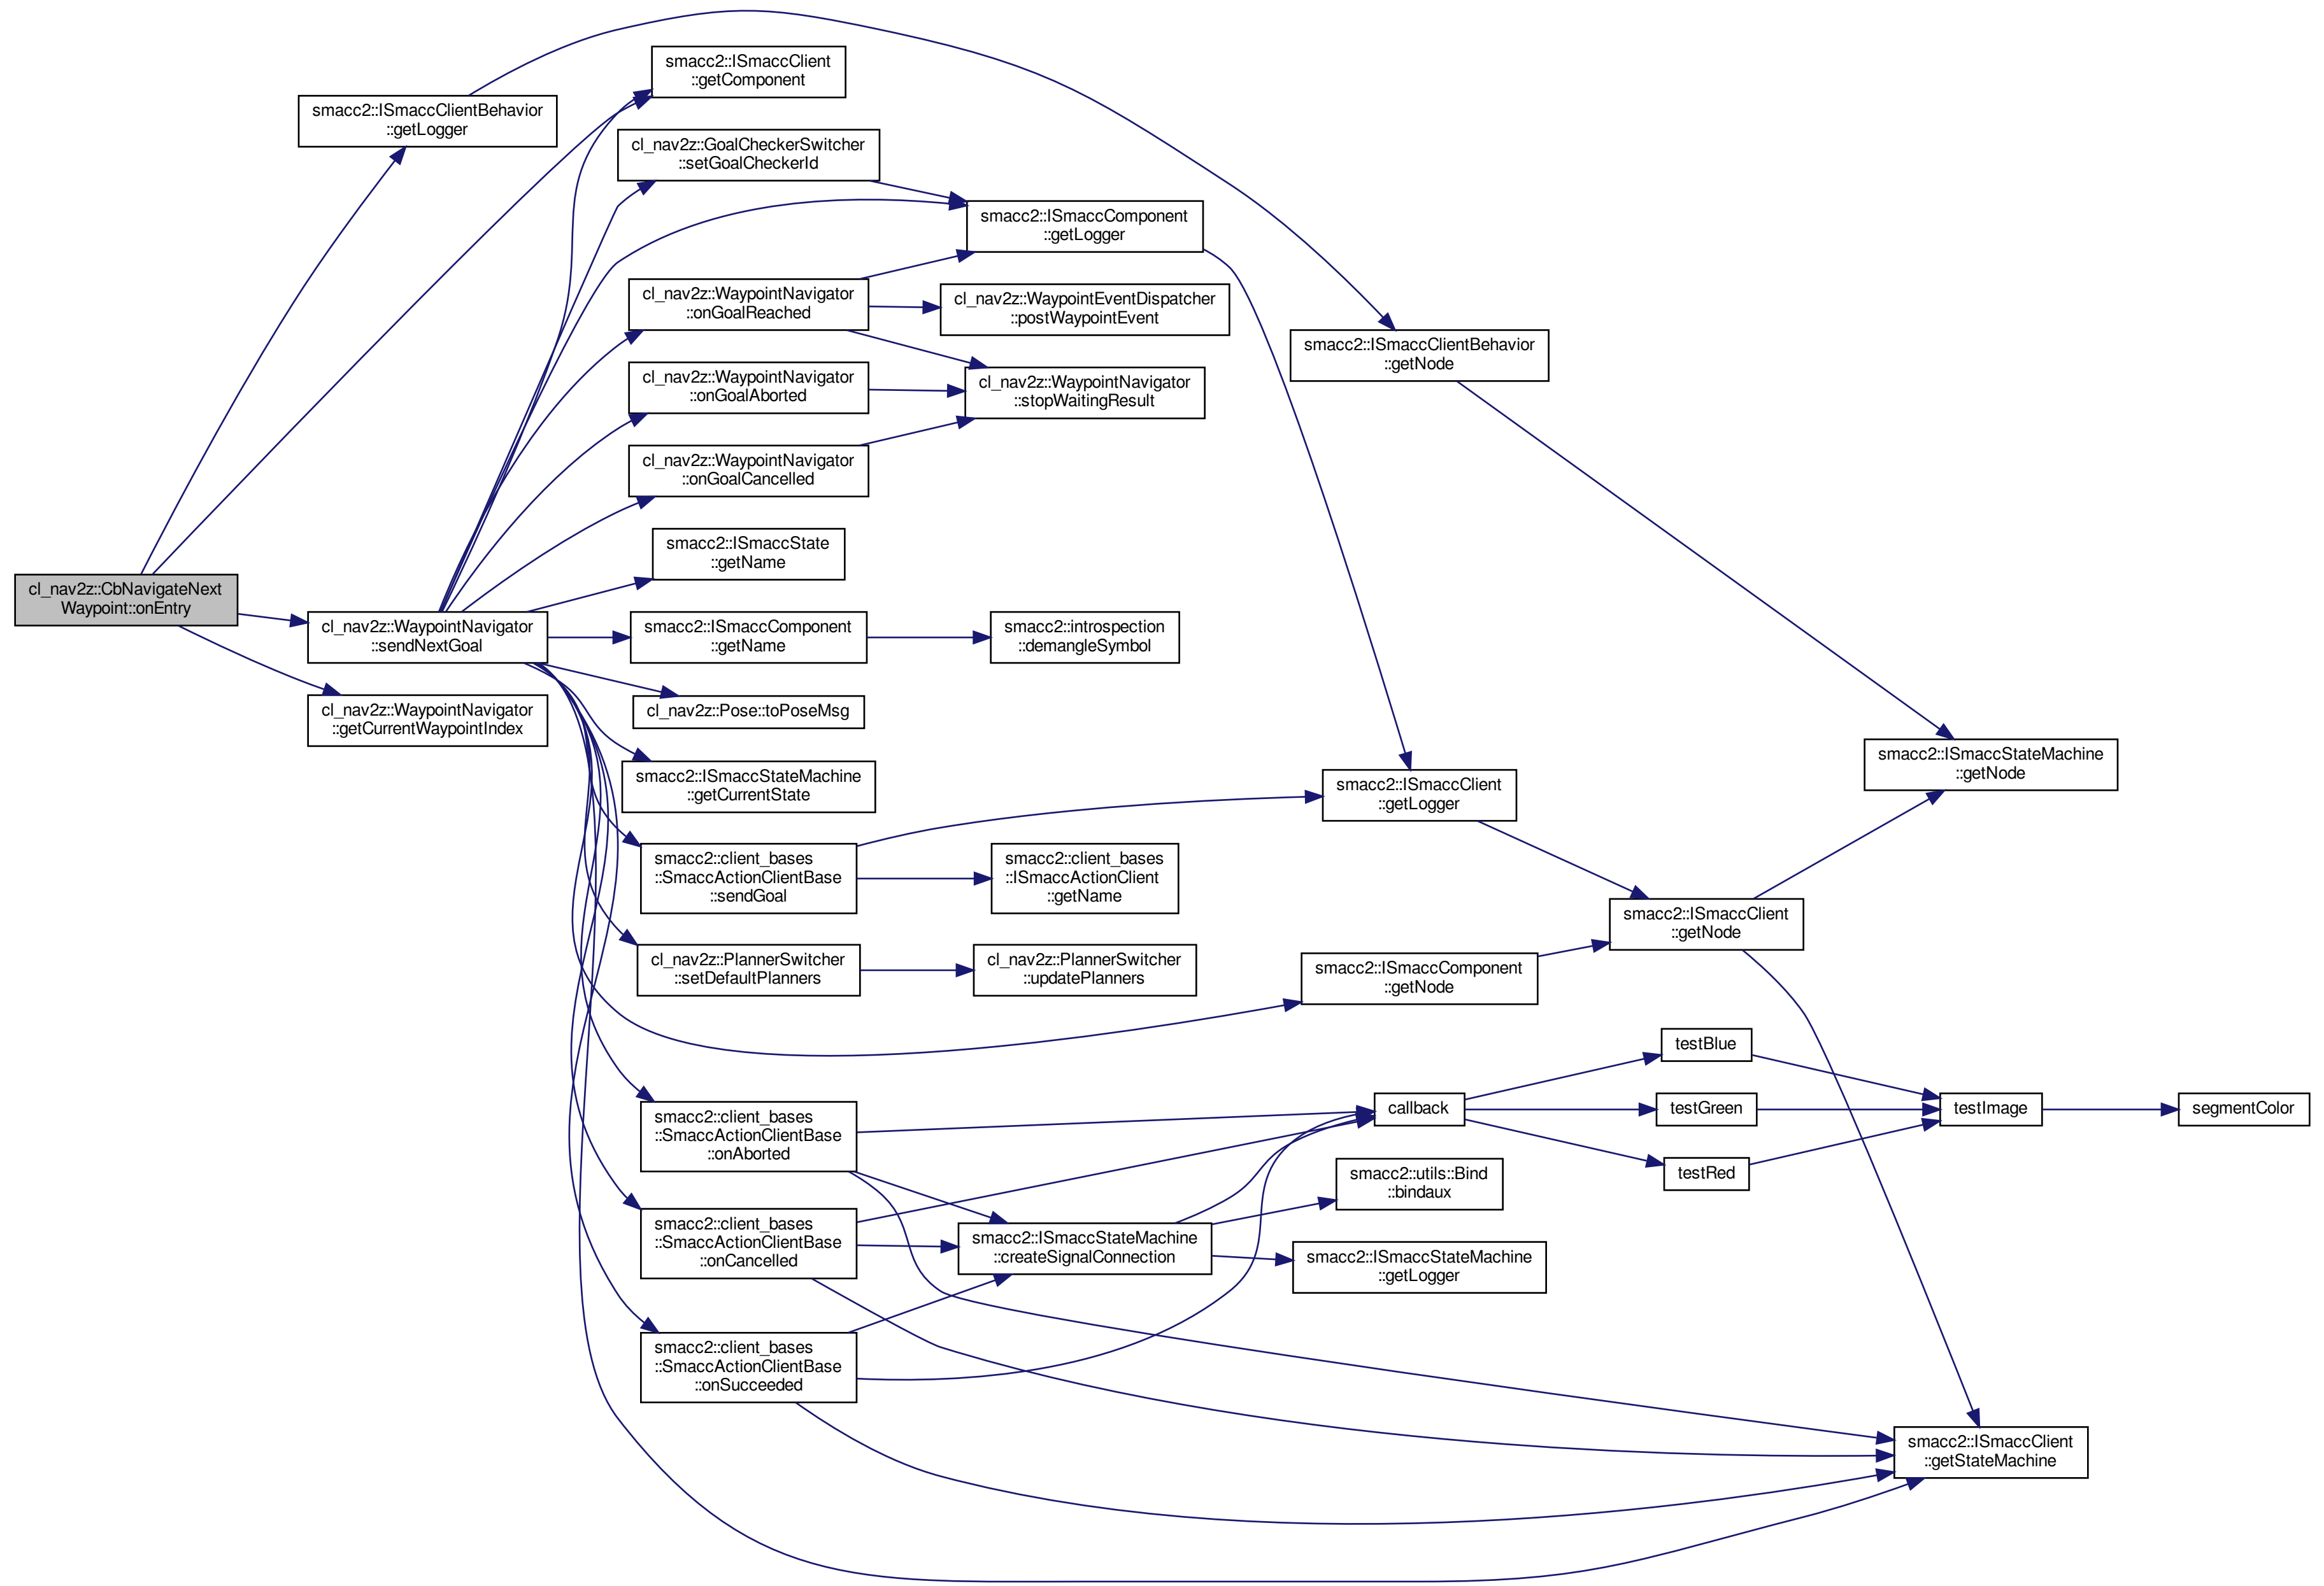 smacc2::ISmaccClient
::getComponent
smacc2::ISmaccClientBehavior
::getLogger
cl_nav2z::GoalCheckerSwitcher
::setGoalCheckerId
smacc2::ISmaccComponent
::getLogger
cl_nav2z::WaypointNavigator
::onGoalReached
cl_nav2z::WaypointEventDispatcher
::postWaypointEvent
smacc2::ISmaccClientBehavior
::getNode
cl_nav2z::WaypointNavigator
::onGoalAborted
cl_nav2z::WaypointNavigator
::stopWaitingResult
cl_nav2z::WaypointNavigator
::onGoalCancelled
smacc2::ISmaccState
::getName
cl_nav2z::CbNavigateNext
Waypoint::onEntry
cl_nav2z::WaypointNavigator
::sendNextGoal
smacc2::ISmaccComponent
::getName
smacc2::introspection
::demangleSymbol
cl_nav2z::WaypointNavigator
::getCurrentWaypointIndex
cl_nav2z::Pose::toPoseMsg
smacc2::ISmaccStateMachine
::getNode
smacc2::ISmaccStateMachine
::getCurrentState
smacc2::ISmaccClient
::getLogger
smacc2::client_bases
::SmaccActionClientBase
::sendGoal
smacc2::client_bases
::ISmaccActionClient
::getName
smacc2::ISmaccClient
::getNode
cl_nav2z::PlannerSwitcher
::setDefaultPlanners
cl_nav2z::PlannerSwitcher
::updatePlanners
smacc2::ISmaccComponent
::getNode
testBlue
smacc2::client_bases
::SmaccActionClientBase
::onAborted
callback
testGreen
testImage
segmentColor
testRed
smacc2::utils::Bind
::bindaux
smacc2::client_bases
::SmaccActionClientBase
::onCancelled
smacc2::ISmaccStateMachine
::createSignalConnection
smacc2::ISmaccStateMachine
::getLogger
smacc2::client_bases
::SmaccActionClientBase
::onSucceeded
smacc2::ISmaccClient
::getStateMachine